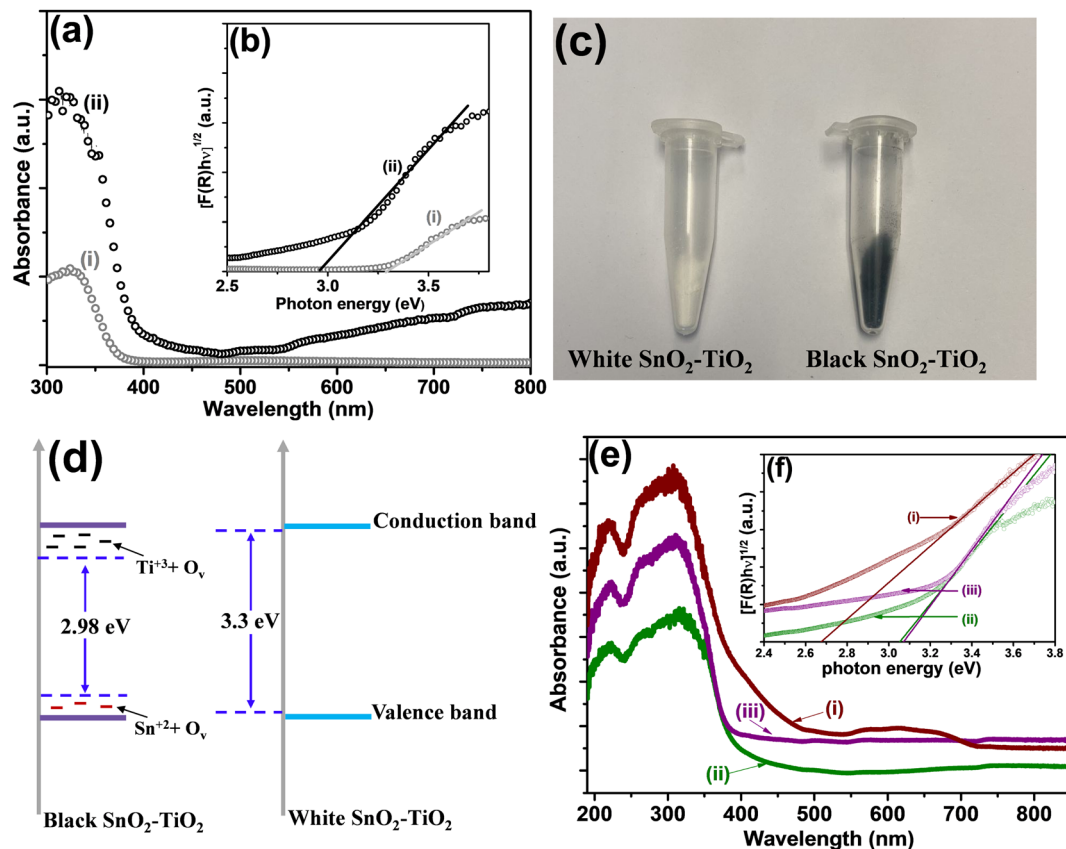 (a)
(ii)
(i)
Absorbance (a.u.)
300 400 500 600 700 800
Wavelength (nm)
(b)
(ii)
(i)
[F(R)hν]^1/2 (a.u.)
2.5 3.0 3.5
Photon energy (eV)
(c)
White SnO₂-TiO₂
Black SnO₂-TiO₂
(d)
Ti⁺³+ Oᵥ
2.98 eV
Sn⁺²+ Oᵥ
Black SnO₂-TiO₂
Conduction band
3.3 eV
Valence band
White SnO₂-TiO₂
(e)
Absorbance (a.u.)
(iii)
(i)
(ii)
200 300 400 500 600 700 800
Wavelength (nm)
(f)
[F(R)hν]^1/2 (a.u.)
(i)
(iii)
(ii)
2.4 2.6 2.8 3.0 3.2 3.4 3.6 3.8
photon energy (eV)